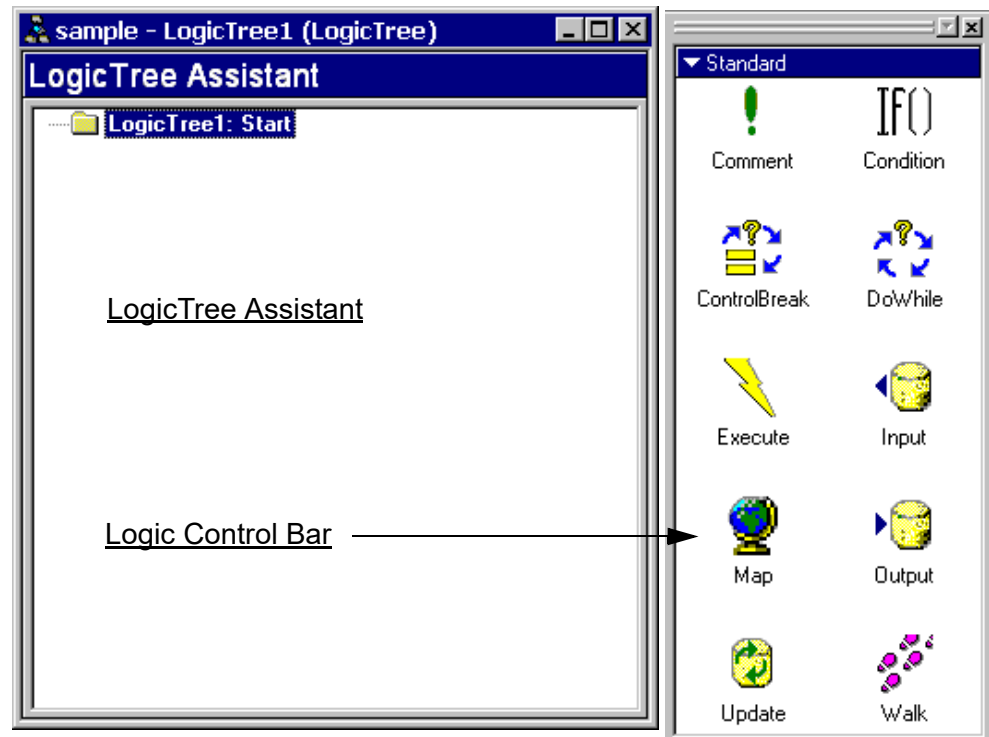 sample - LogicTree1 (LogicTree)
LogicTree Assistant
LogicTree1: Start
LogicTree Assistant
Logic Control Bar
Standard
Comment
IF()
Condition
ControlBreak
DoWhile
Execute
Input
Map
Output
Update
Walk